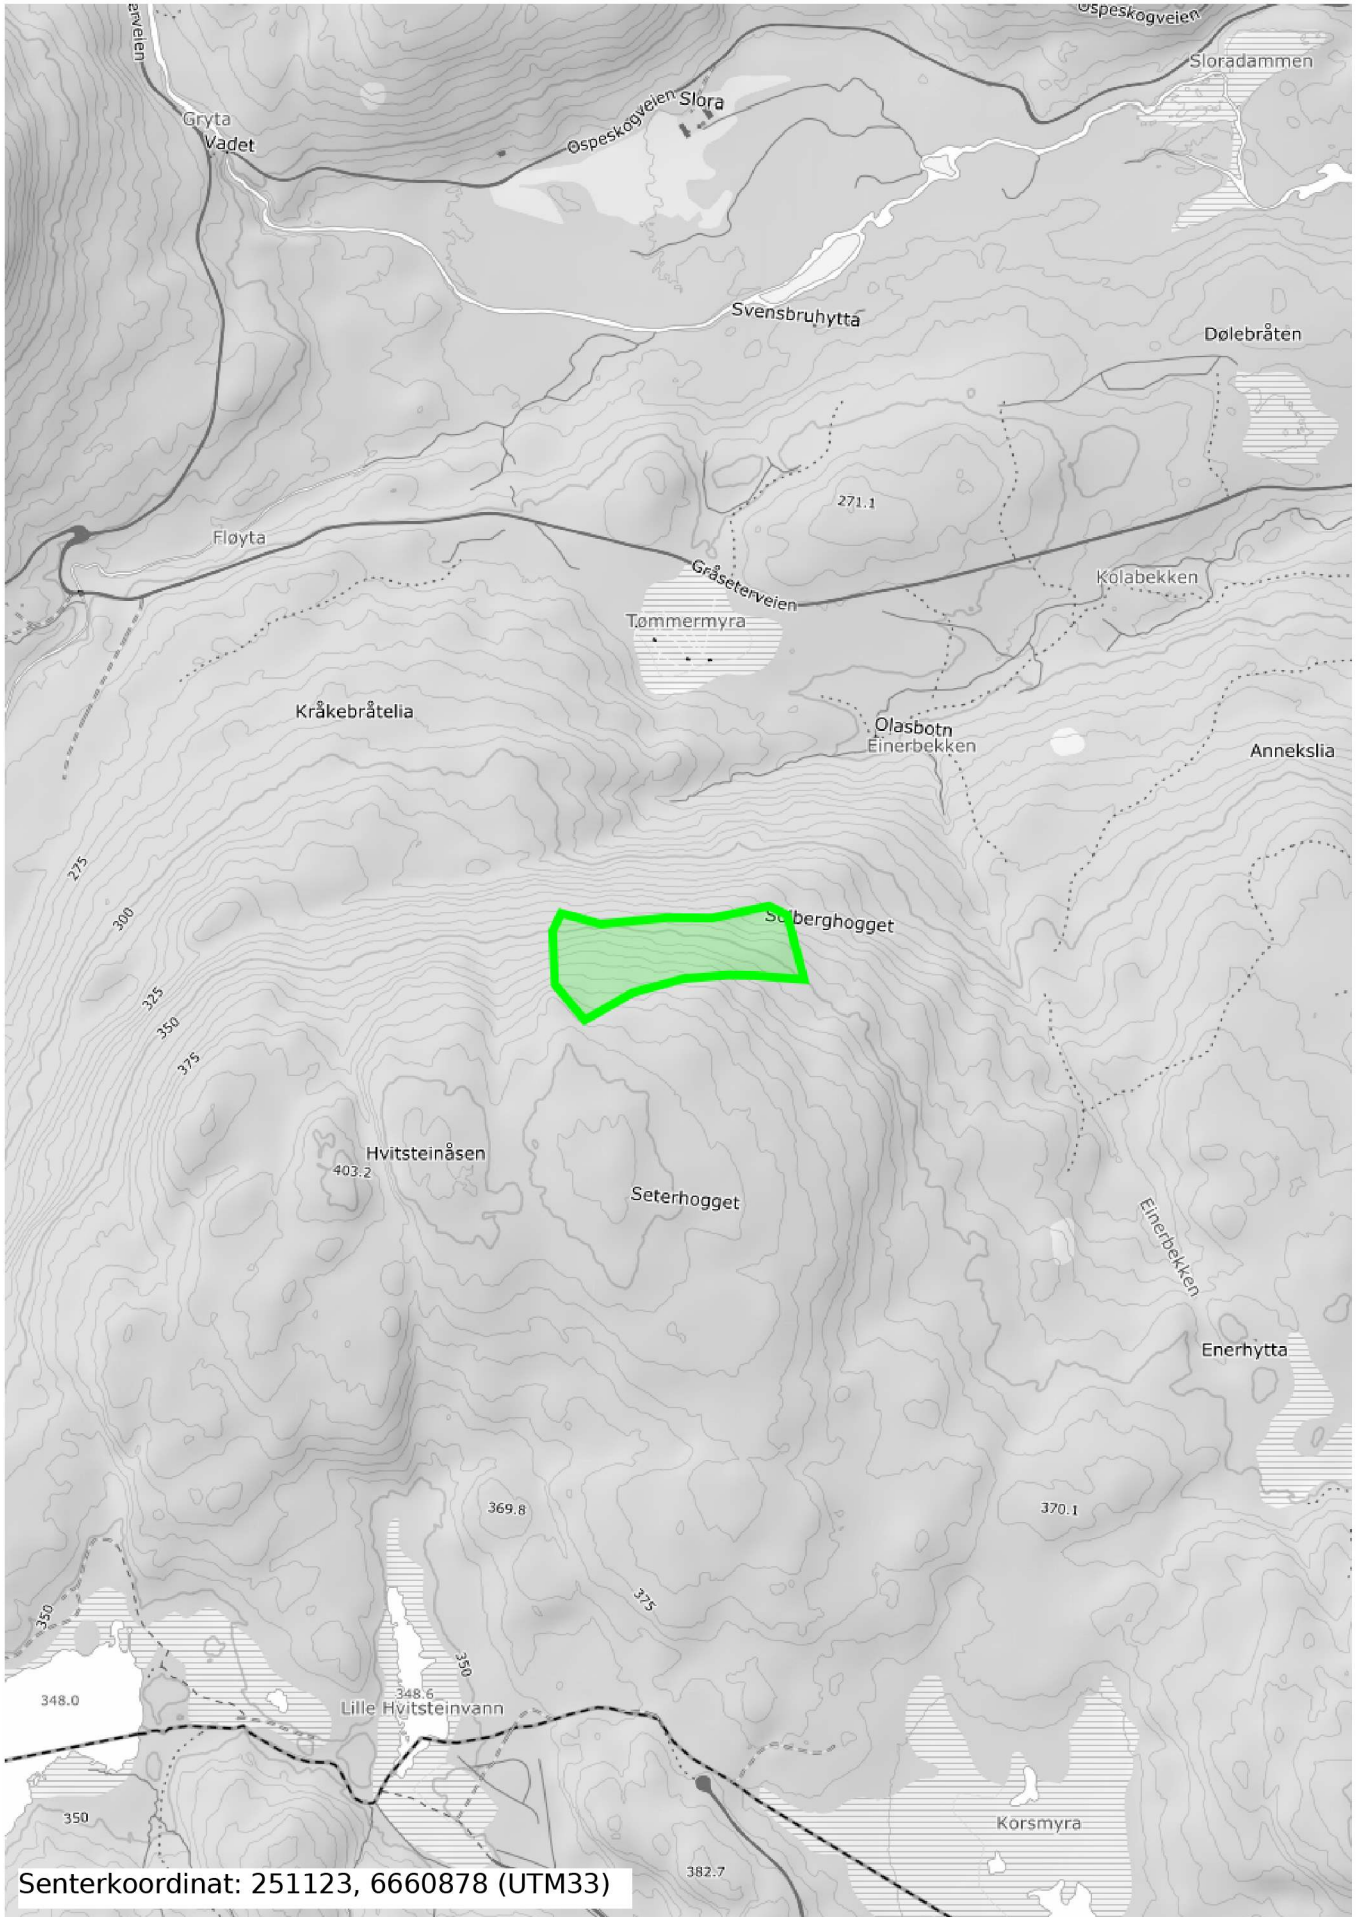 erveien
Ospeskogveien
Sloradammen
Slora
Ospeskogveien
Gryta
Vadet
Svensbruhytta
Dølebråten
271.1
Fløyta
Gråseterveien
Kolabekken
Tømmermyra
Kråkebråtelia
Olasbotn
Einerbekken
Annekslia
275
300
Solberghogget
325
350
375
Hvitsteinåsen
403.2
Seterhogget
Einerbekken
Enerhytta
369.8
370.1
375
350
350
348.0
348.6
Lille Hvitsteinvann
350
Korsmyra
382.7
Senterkoordinat: 251123, 6660878 (UTM33)